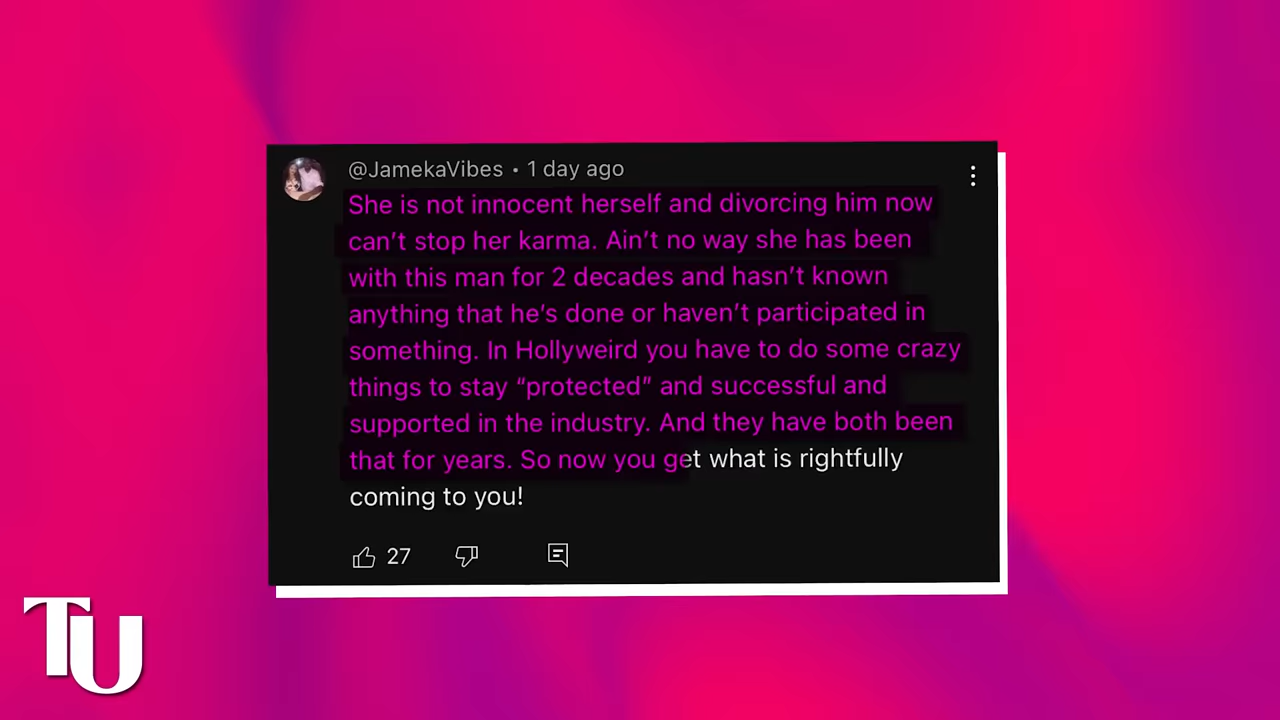 @JamekaVibes • 1 day ago
She is not innocent herself and divorcing him now
can't stop her karma. Ain't no way she has been
with this man for 2 decades and hasn't known
anything that he's done or haven't participated in
something. In Hollyweird you have to do some crazy
things to stay “protected” and successful and
supported in the industry. And they have both been
that for years. So now you get what is rightfully
coming to you!
27
TU